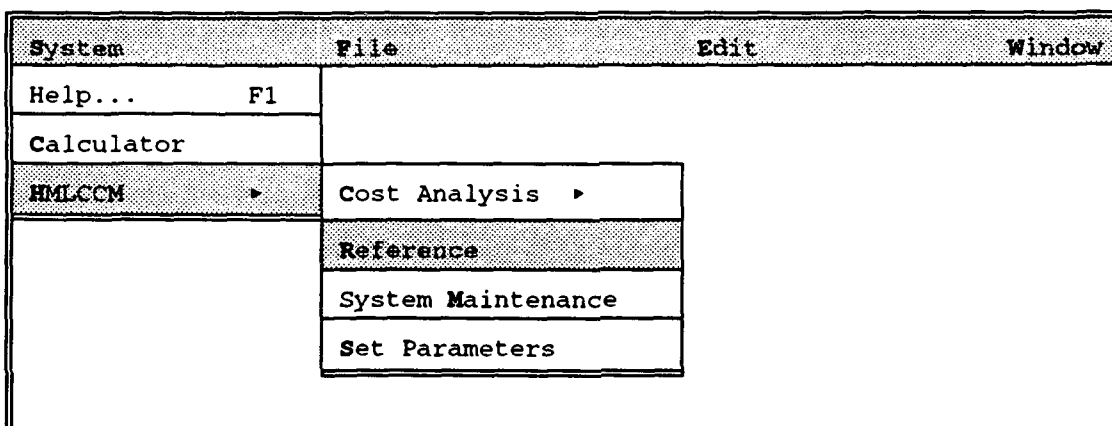 System File Edit Window
Help... F1
Calculator
HMLCCM ►
Cost Analysis ►
Reference
System Maintenance
Set Parameters